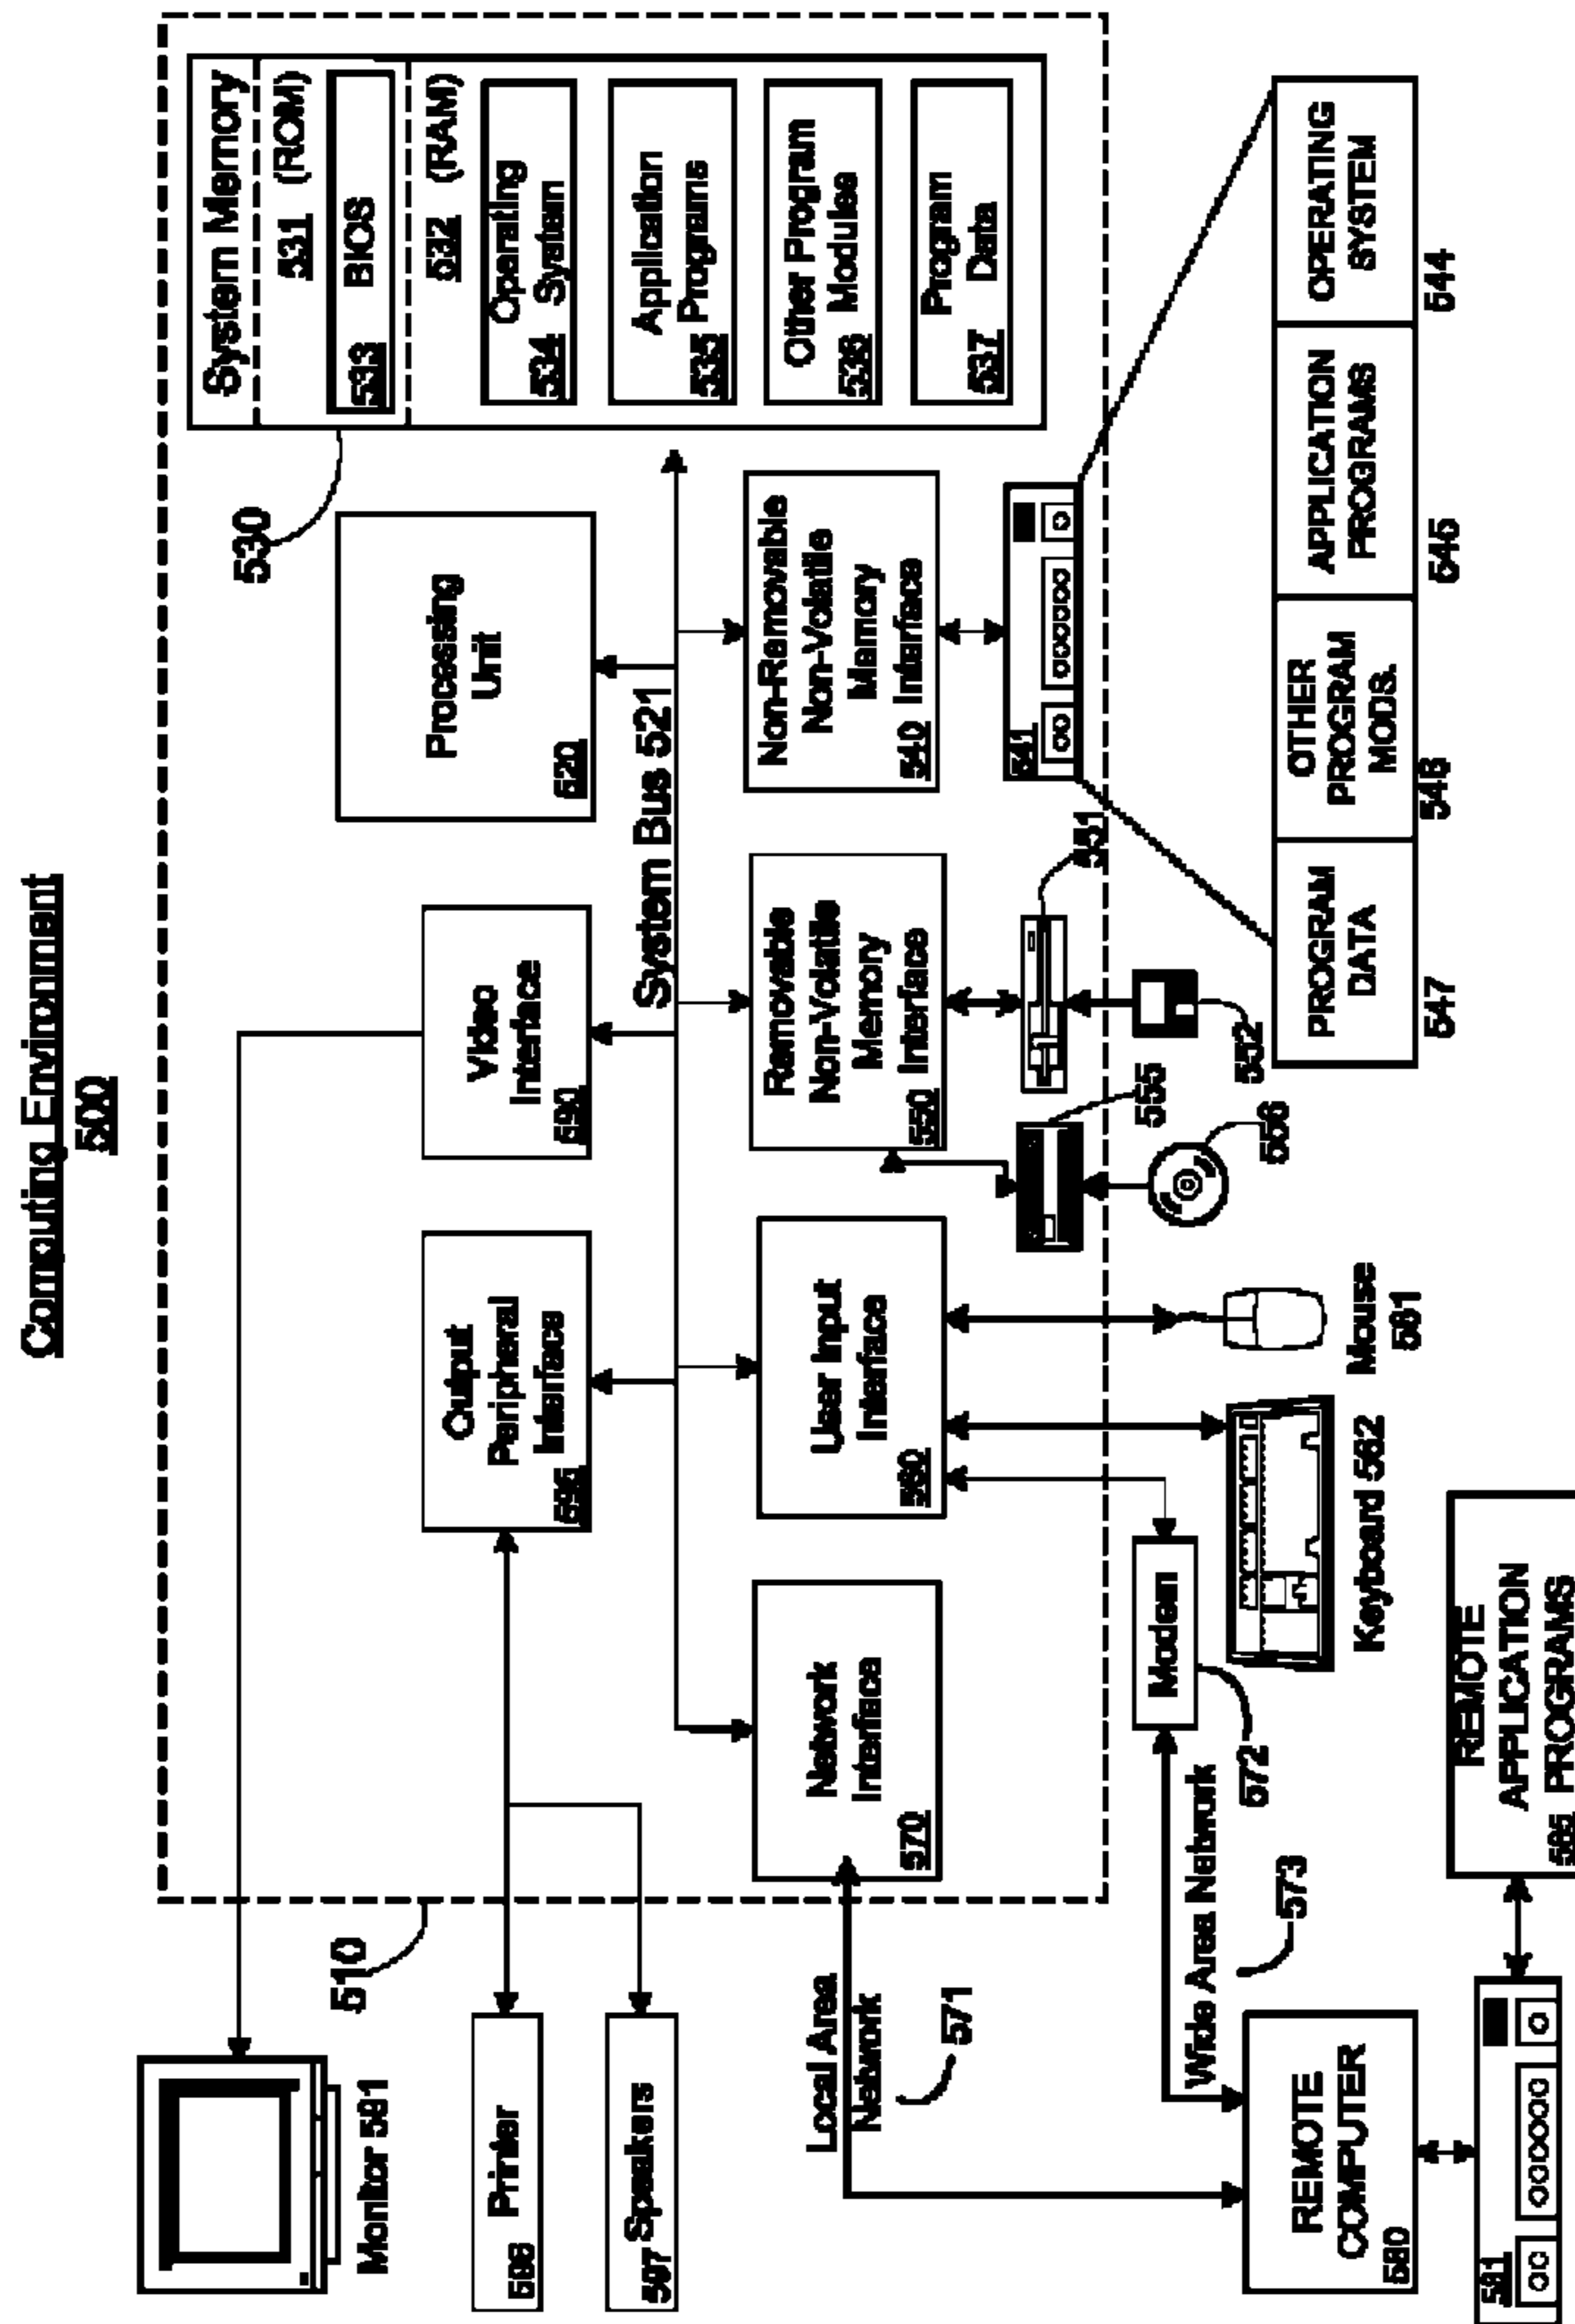 Computing Environment
500
System Memory
531 (ROM)
BIOS
533
532 (RAM)
Operating
534 System
Application
535 Programs
Other Program
536 Modules
Program
537 Data
530
Processing
Unit
520
Video
Interface
590
Output
Peripheral
Interface
595
System Bus 521
Non-Removable
Non-Volatile
Memory
540 Interface
Removable
Non-Volatile
Memory
550 Interface
User Input
Interface
560
Network
Interface
570
510
Monitor 591
Printer
596
597 Speakers
Local Area
Network
571
541
551
555
552
556
Mouse
561
Keyboard 562
Modem
572
Wide Area Network
573
OPERATING
SYSTEM
544
APPLICATION
PROGRAMS
545
OTHER
PROGRAM
MODS.
546
PROGRAM
DATA
547
REMOTE
COMPUTER
580
581
REMOTE
APPLICATION
585 PROGRAMS